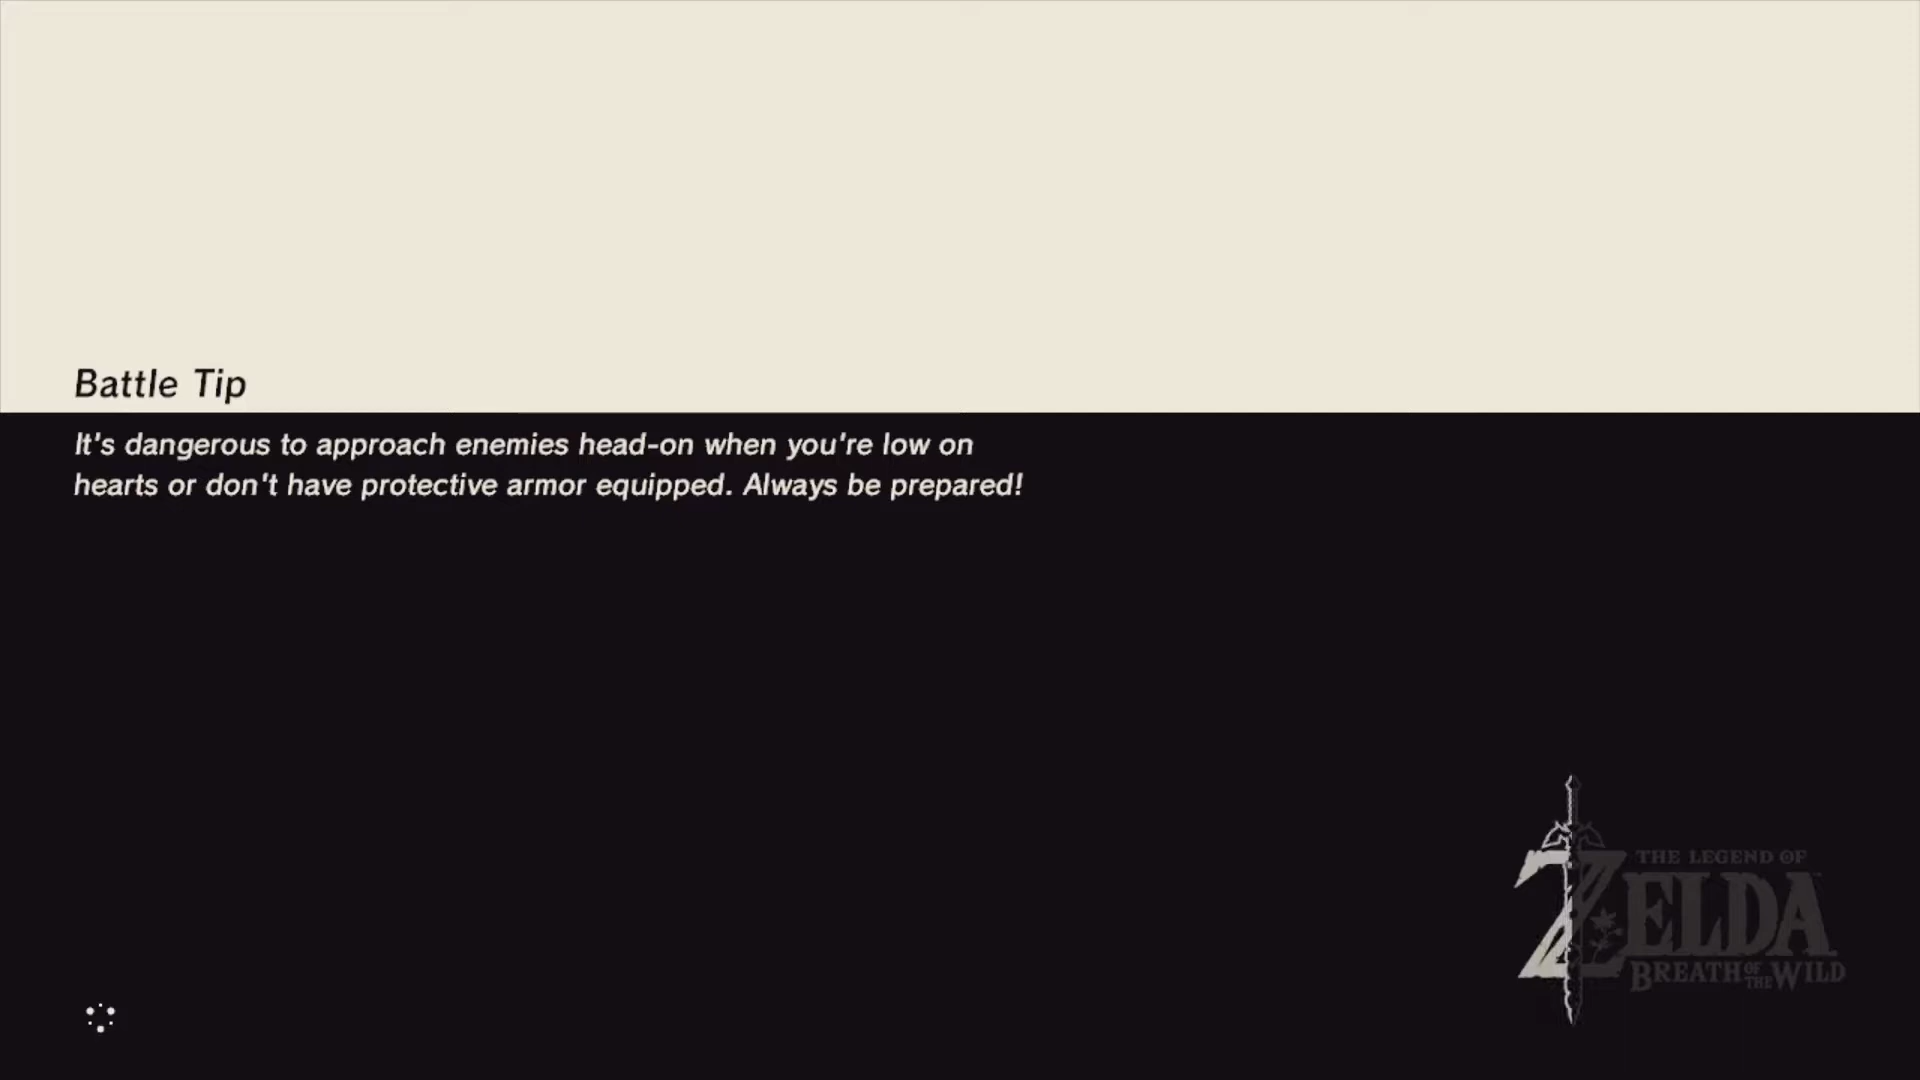 Battle Tip
It's dangerous to approach enemies head-on when you're low on
hearts or don't have protective armor equipped. Always be prepared!
THE LEGEND OF
ZELDA
BREATH OF THE WILD